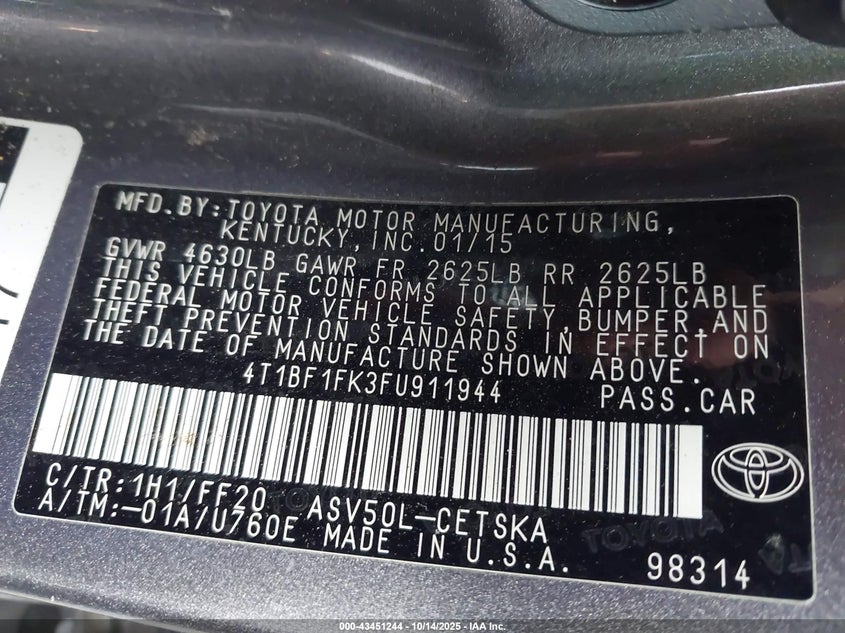 MFD.BY:TOYOTA MOTOR MANUFACTURING,
KENTUCKY,INC.01/15
GVWR 4630LB GAWR FR 2625LB RR 2625LB
THIS VEHICLE CONFORMS TO ALL APPLICABLE
FEDERAL MOTOR VEHICLE SAFETY,BUMPER,AND
THEFT PREVENTION STANDARDS IN EFFECT ON
THE DATE OF MANUFACTURE SHOWN ABOVE.
4T1BF1FK3FU911944 PASS.CAR
C/TR:1H1/FF20 ASV50L-CETSKA
A/TM:-01A/U760E MADE IN U.S.A.
98314
TOYOTA
TOYOTA
000-43451244 | 10/14/2025 | IAA Inc.